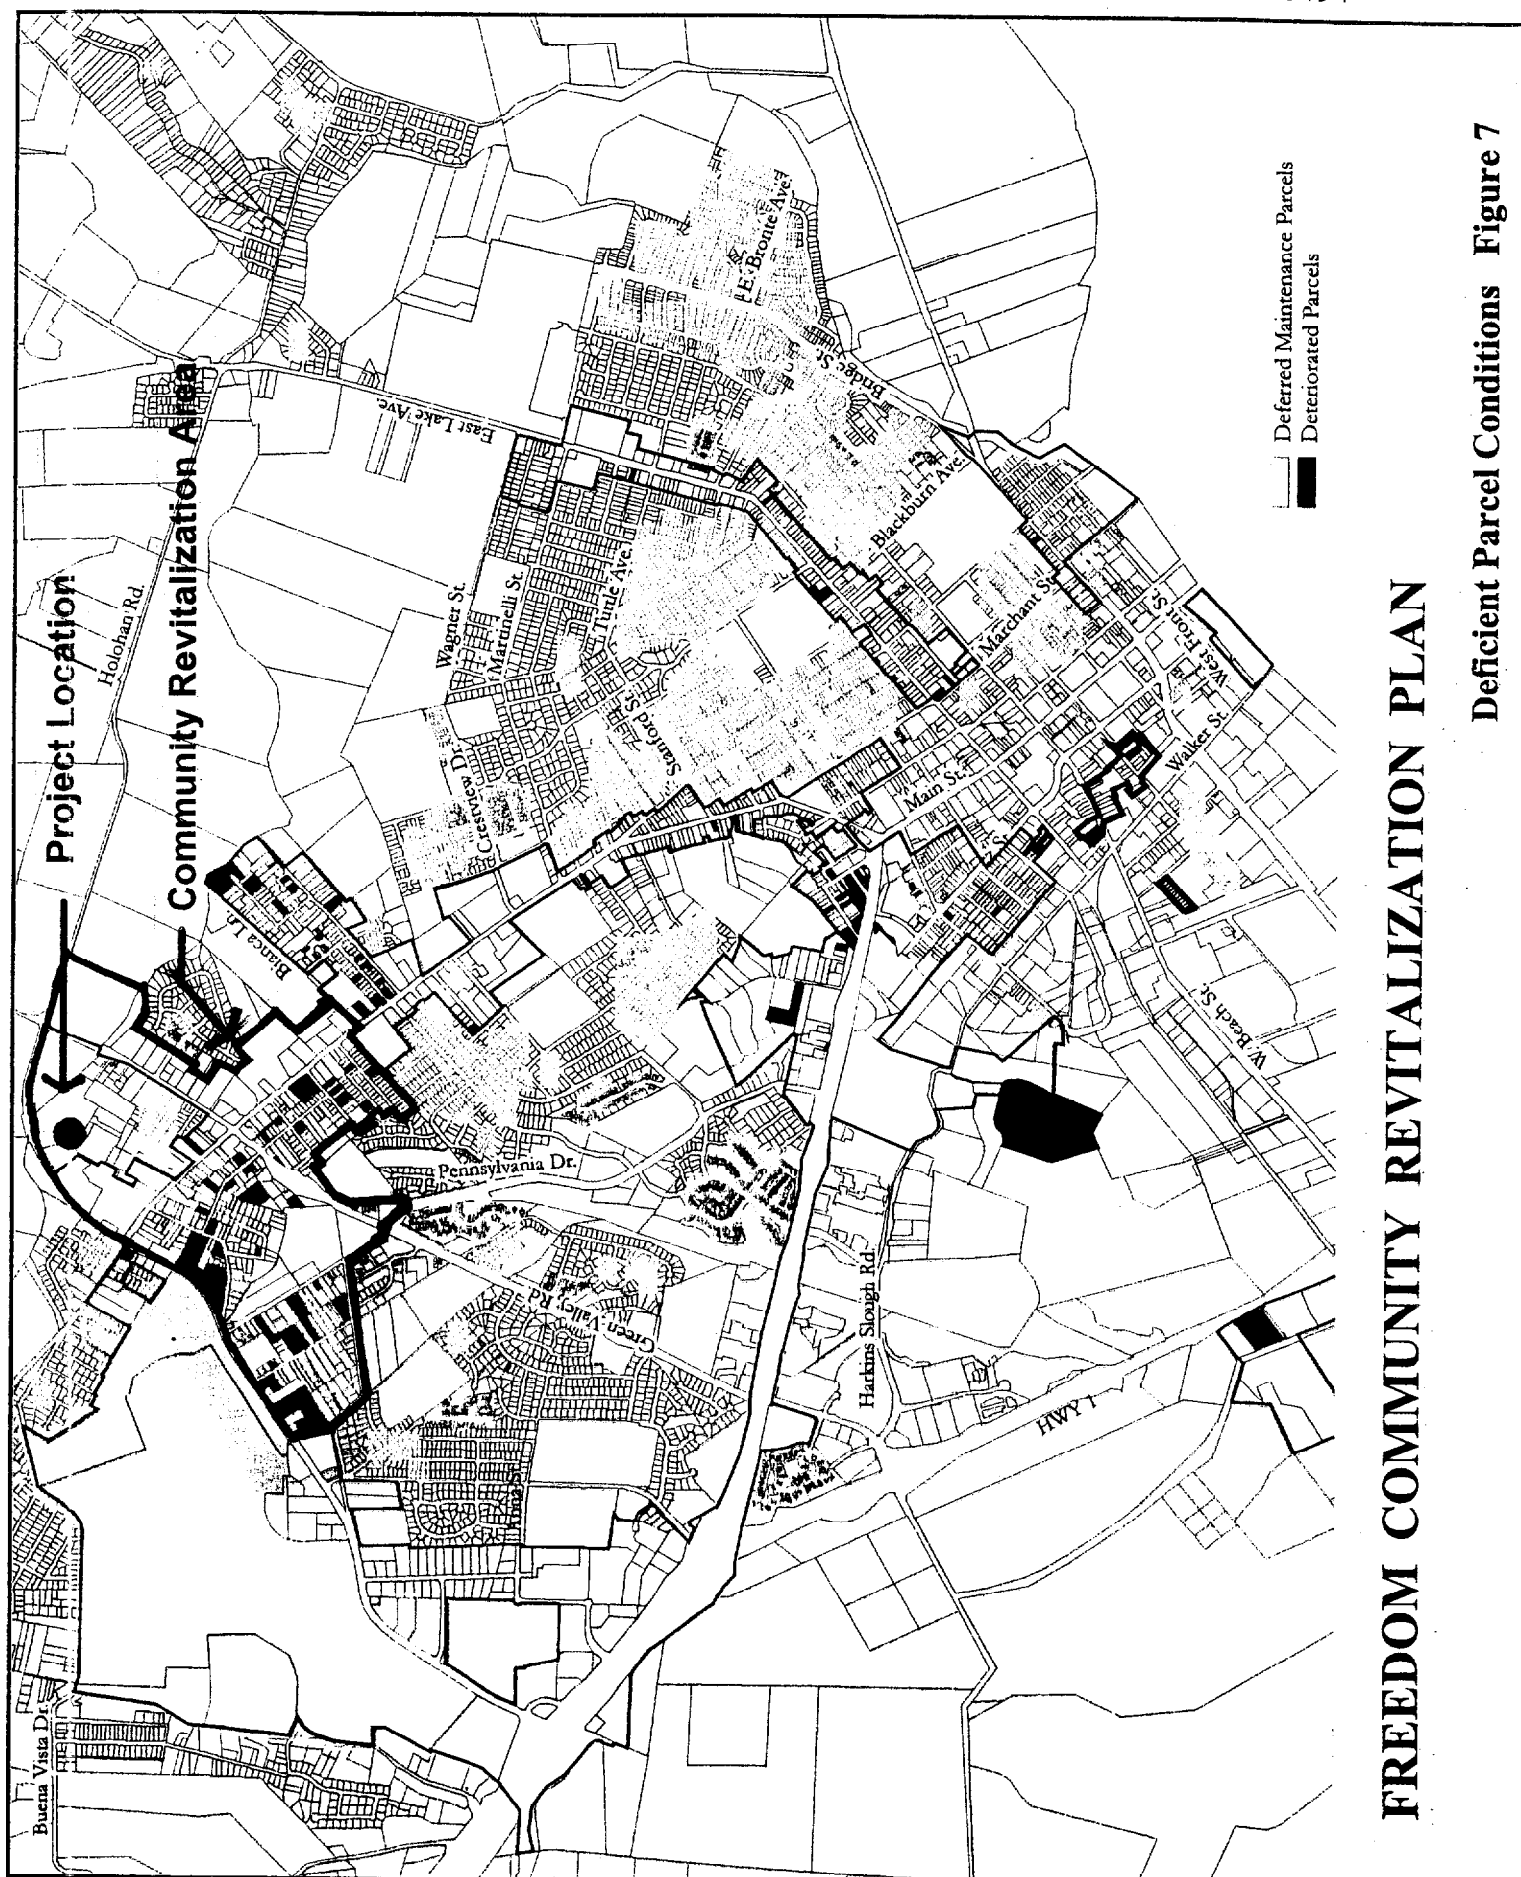 Project Location
Community Revitalization Area
Holohan Rd.
East Lake Ave.
Wagner St.
Martinelli St.
Tuttle Ave.
E. Bronte Ave.
Bridge St.
Blackburn Ave.
Marchant St.
West Front St.
Walker St.
Main St.
Stanford St.
Crestview Dr.
Bianca Ln.
Pennsylvania Dr.
Green Valley Rd.
Harkins Slough Rd.
W. Beach St.
HWY 1
Buena Vista Dr.
Deferred Maintenance Parcels
Deteriorated Parcels
FREEDOM COMMUNITY REVITALIZATION PLAN
Deficient Parcel Conditions Figure 7